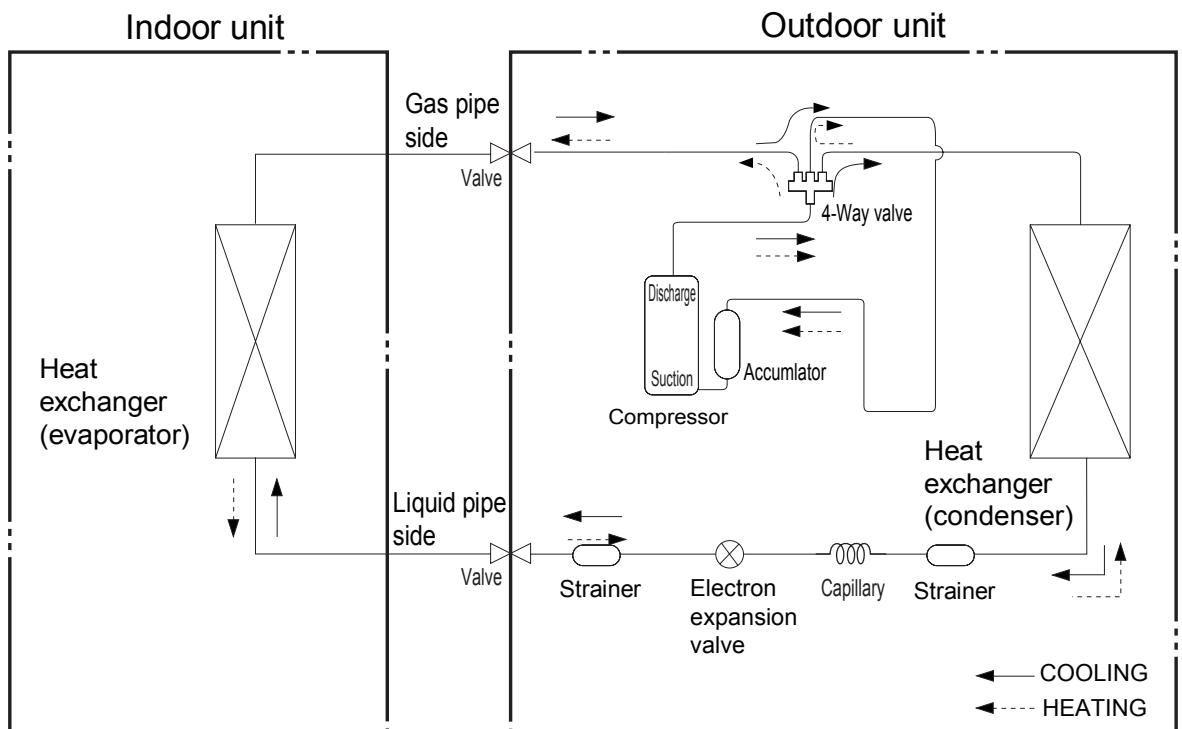 Indoor unit
Outdoor unit
Gas pipe
side
Valve
4-Way valve
Discharge
Suction
Accumlator
Compressor
Heat
exchanger
(evaporator)
Heat
exchanger
(condenser)
Liquid pipe
side
Valve
Strainer
Electron
expansion
valve
Capillary
Strainer
COOLING
HEATING